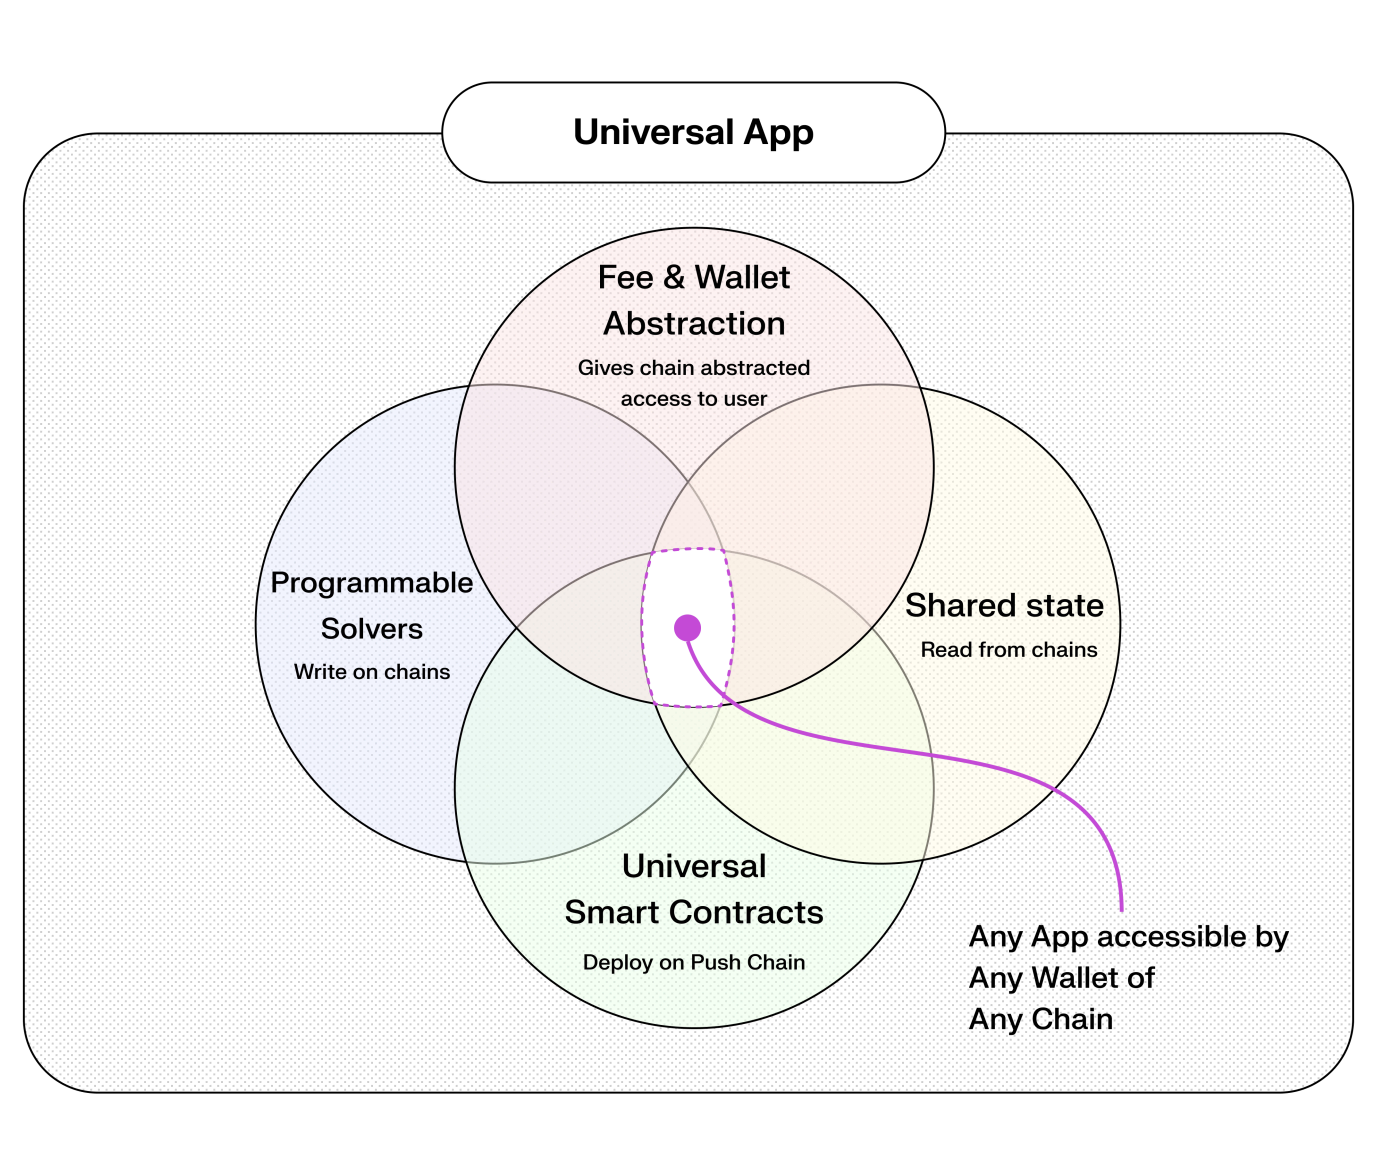 Universal App
Fee & Wallet
Abstraction
Gives chain abstracted
access to user
Programmable
Solvers
Write on chains
Shared state
Read from chains
Universal
Smart Contracts
Deploy on Push Chain
Any App accessible by
Any Wallet of
Any Chain